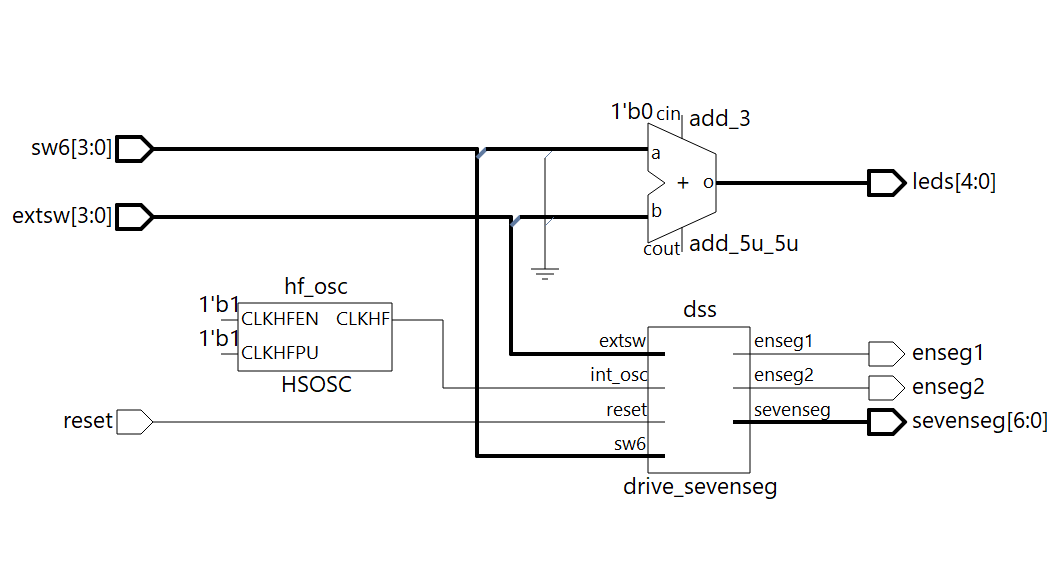 1'b0 cin add_3
sw6[3:0]
a
+ o
leds[4:0]
extsw[3:0]
b
cout add_5u_5u
hf_osc
1'b1
CLKHFEN CLKHF
1'b1
CLKHFPU
HSOSC
dss
extsw
enseg1
enseg1
int_osc
enseg2
enseg2
reset
reset
sevenseg
sevenseg[6:0]
sw6
drive_sevenseg